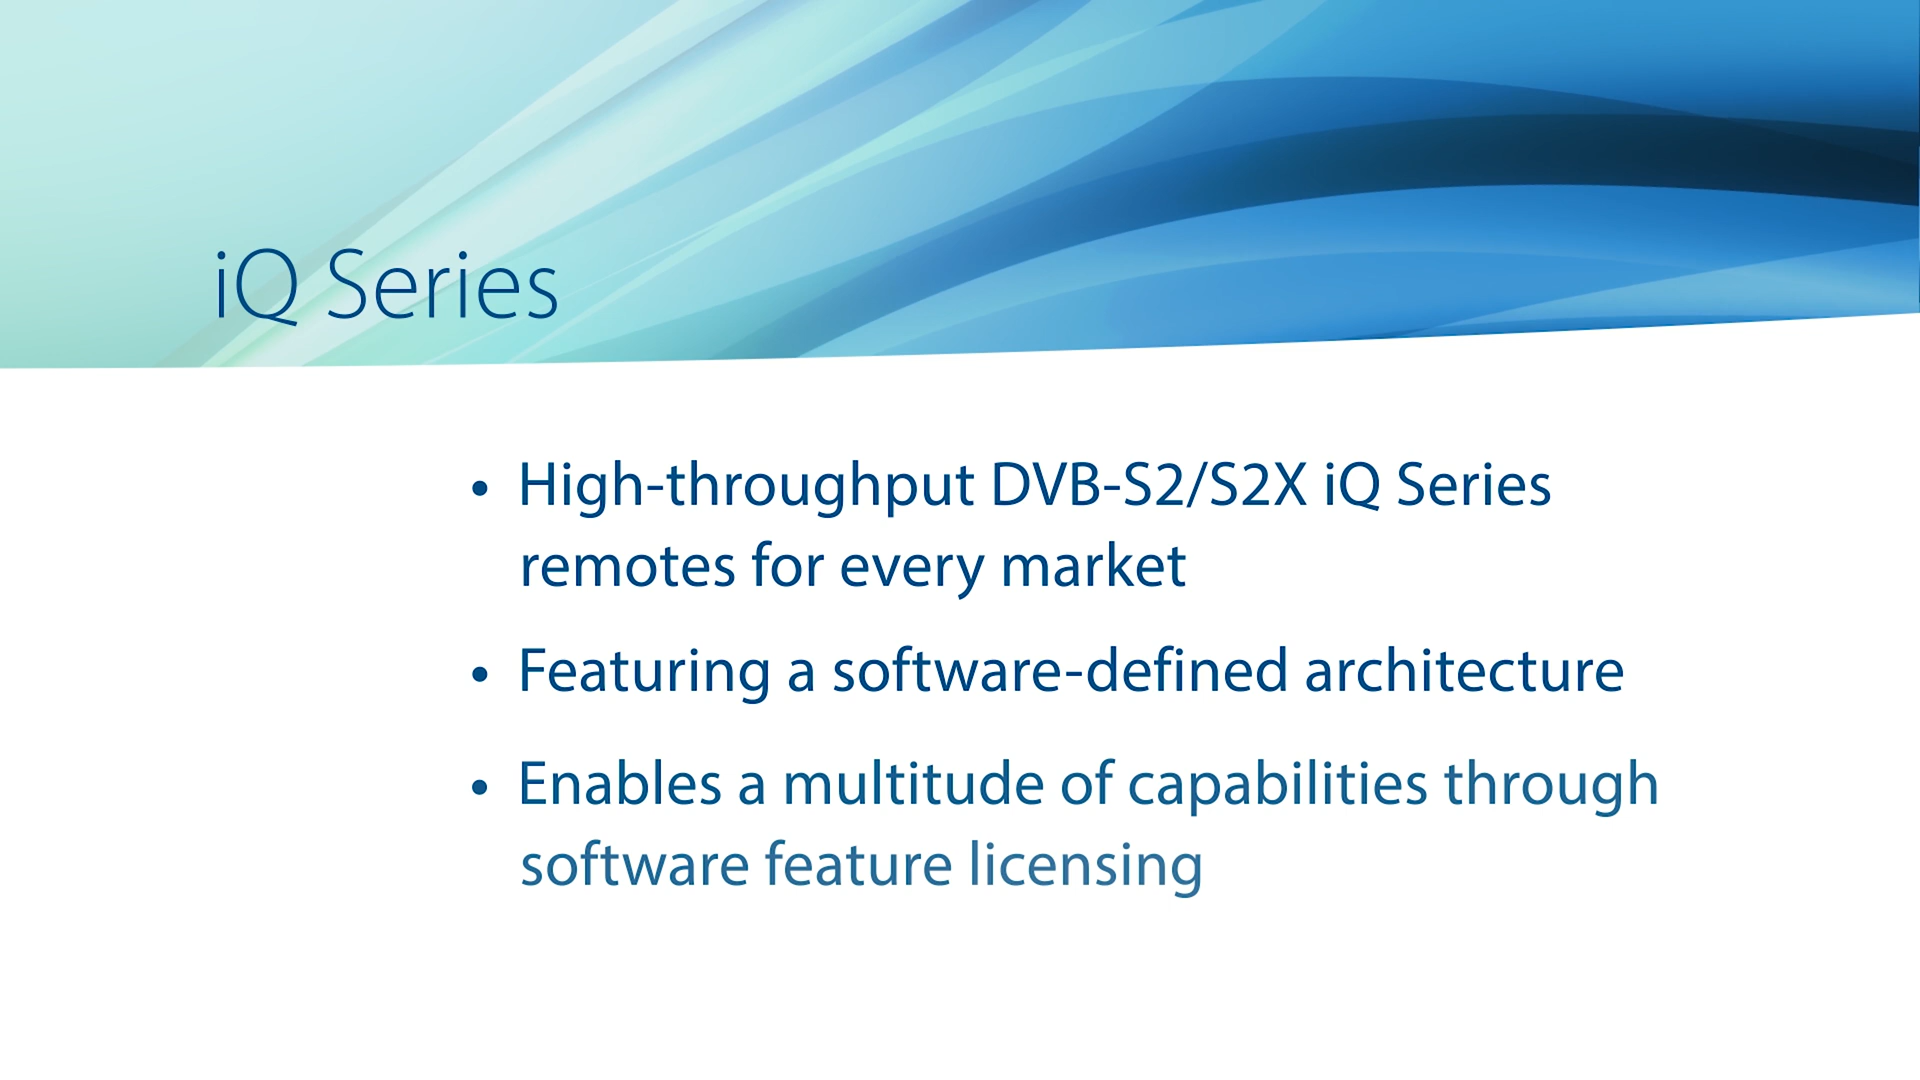 iQ Series
• High-throughput DVB-S2/S2X iQ Series
remotes for every market
• Featuring a software-defined architecture
• Enables a multitude of capabilities through
software feature licensing